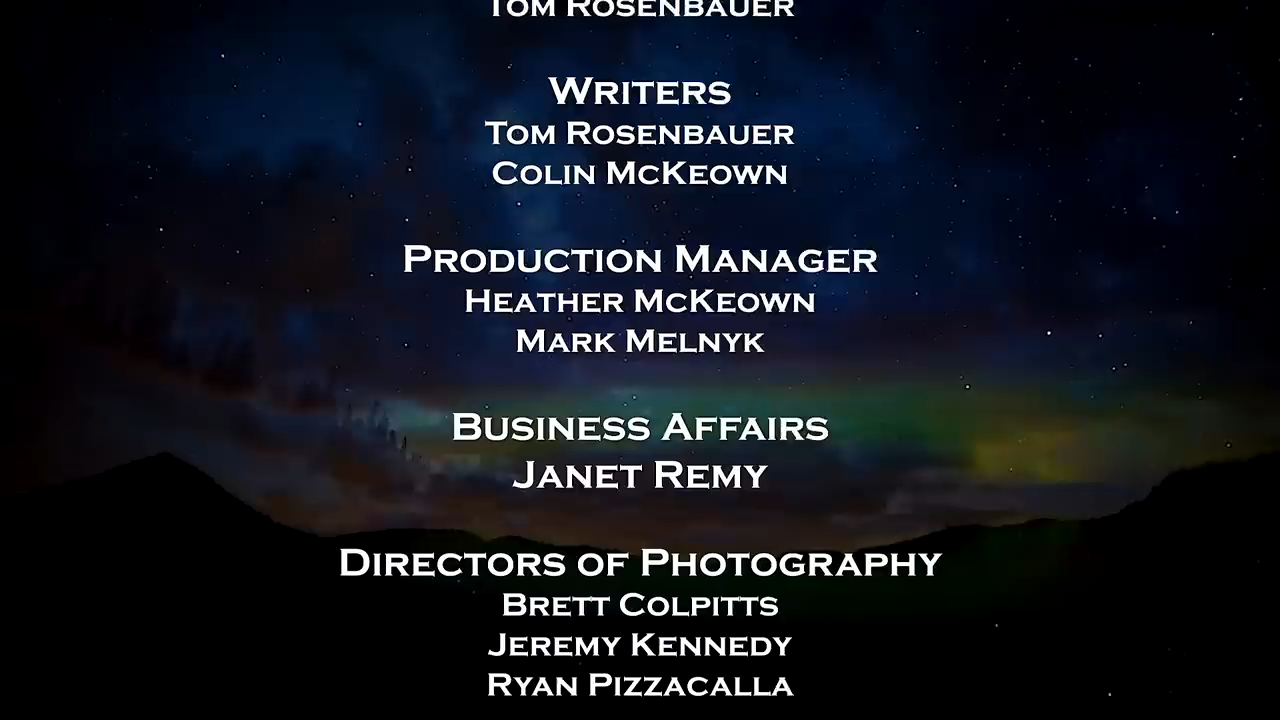 Tom Rosenbauer
Writers
Tom Rosenbauer
Colin McKeown
Production Manager
Heather McKeown
Mark Melnyk
Business Affairs
Janet Remy
Directors of Photography
Brett Colpitts
Jeremy Kennedy
Ryan Pizzacalla